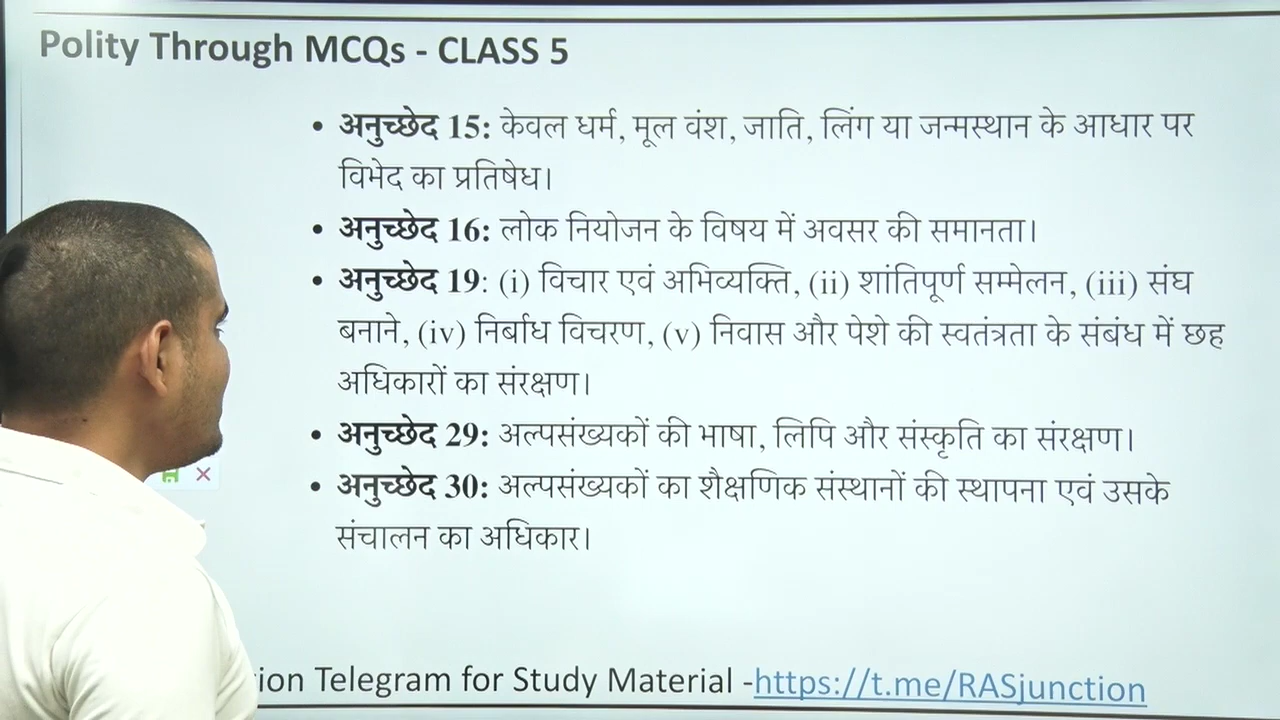 Polity Through MCQs - CLASS 5
• अनुच्छेद 15: केवल धर्म, मूल वंश, जाति, लिंग या जन्मस्थान के आधार पर
विभेद का प्रतिषेध।
• अनुच्छेद 16: लोक नियोजन के विषय में अवसर की समानता।
• अनुच्छेद 19: (i) विचार एवं अभिव्यक्ति, (ii) शांतिपूर्ण सम्मेलन, (iii) संघ
बनाने, (iv) निर्बाध विचरण, (v) निवास और पेशे की स्वतंत्रता के संबंध में छह
अधिकारों का संरक्षण।
• अनुच्छेद 29: अल्पसंख्यकों की भाषा, लिपि और संस्कृति का संरक्षण।
• अनुच्छेद 30: अल्पसंख्यकों का शैक्षणिक संस्थानों की स्थापना एवं उसके
संचालन का अधिकार।
Telegram for Study Material -https://t.me/RASjunction